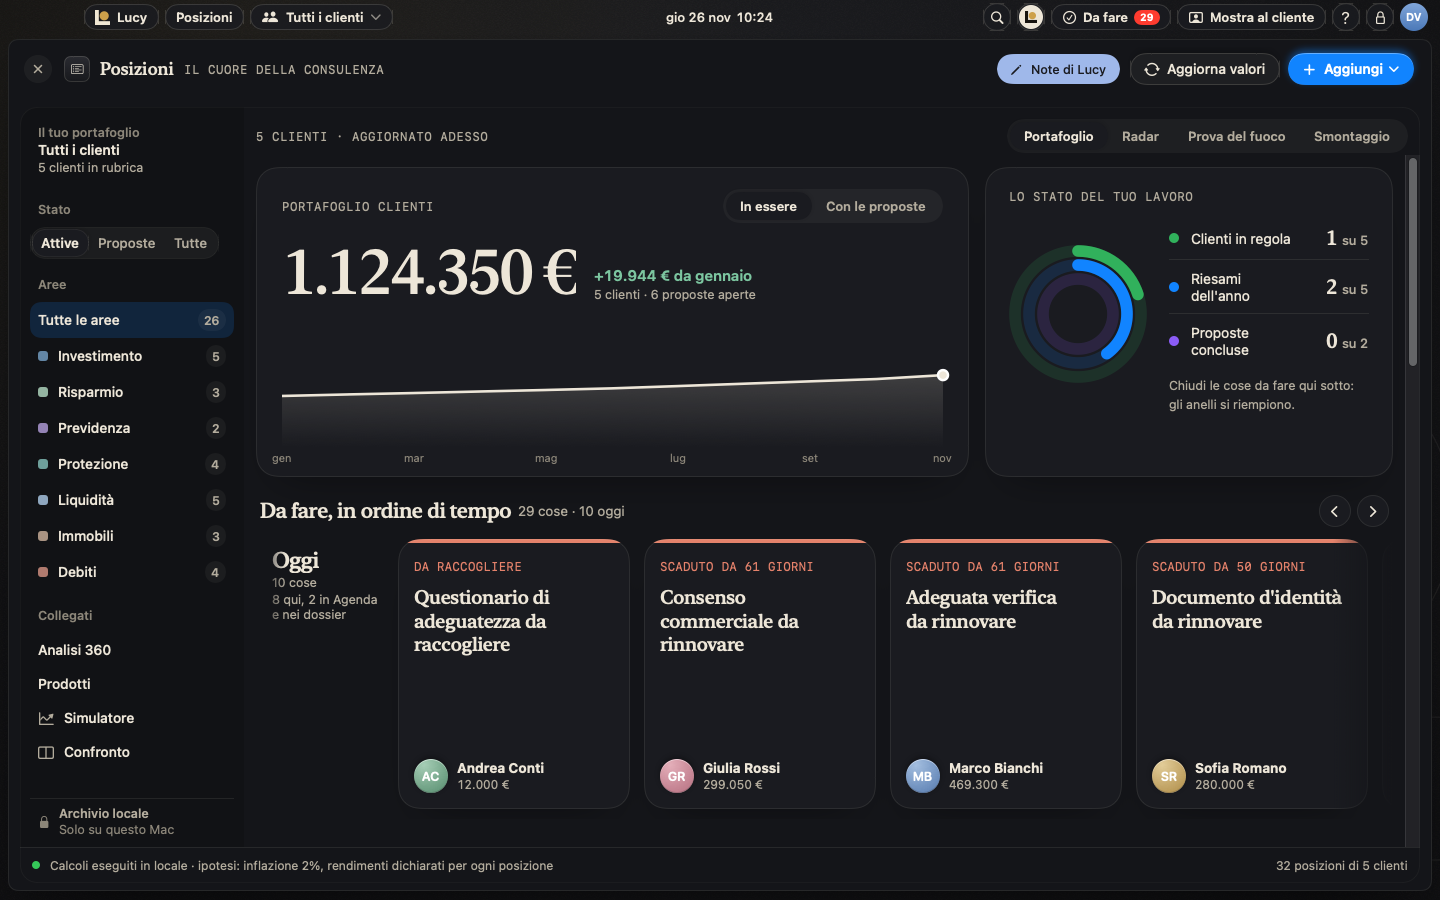 Lucy
Posizioni
Tutti i clienti
gio 26 nov 10:24
Da fare 29
Mostra al cliente
?
DV
Posizioni IL CUORE DELLA CONSULENZA
Note di Lucy
Aggiorna valori
+ Aggiungi
Il tuo portafoglio
Tutti i clienti
5 clienti in rubrica
Stato
Attive Proposte Tutte
Aree
Tutte le aree 26
Investimento 5
Risparmio 3
Previdenza 2
Protezione 4
Liquidità 5
Immobili 3
Debiti 4
Collegati
Analisi 360
Prodotti
Simulatore
Confronto
Archivio locale
Solo su questo Mac
5 CLIENTI · AGGIORNATO ADESSO
Portafoglio Radar Prova del fuoco Smontaggio
PORTAFOGLIO CLIENTI
In essere Con le proposte
1.124.350 €
+19.944 € da gennaio
5 clienti · 6 proposte aperte
gen mar mag lug set nov
LO STATO DEL TUO LAVORO
Clienti in regola 1 su 5
Riesami
dell'anno
2 su 5
Proposte
concluse
0 su 2
Chiudi le cose da fare qui sotto:
gli anelli si riempiono.
Da fare, in ordine di tempo 29 cose · 10 oggi
Oggi
10 cose
8 qui, 2 in Agenda
e nei dossier
DA RACCOGLIERE
Questionario di
adeguatezza da
raccogliere
AC
Andrea Conti
12.000 €
SCADUTO DA 61 GIORNI
Consenso
commerciale da
rinnovare
GR
Giulia Rossi
299.050 €
SCADUTO DA 61 GIORNI
Adeguata verifica
da rinnovare
MB
Marco Bianchi
469.300 €
SCADUTO DA 50 GIORNI
Documento d'identità
da rinnovare
SR
Sofia Romano
280.000 €
Calcoli eseguiti in locale · ipotesi: inflazione 2%, rendimenti dichiarati per ogni posizione
32 posizioni di 5 clienti